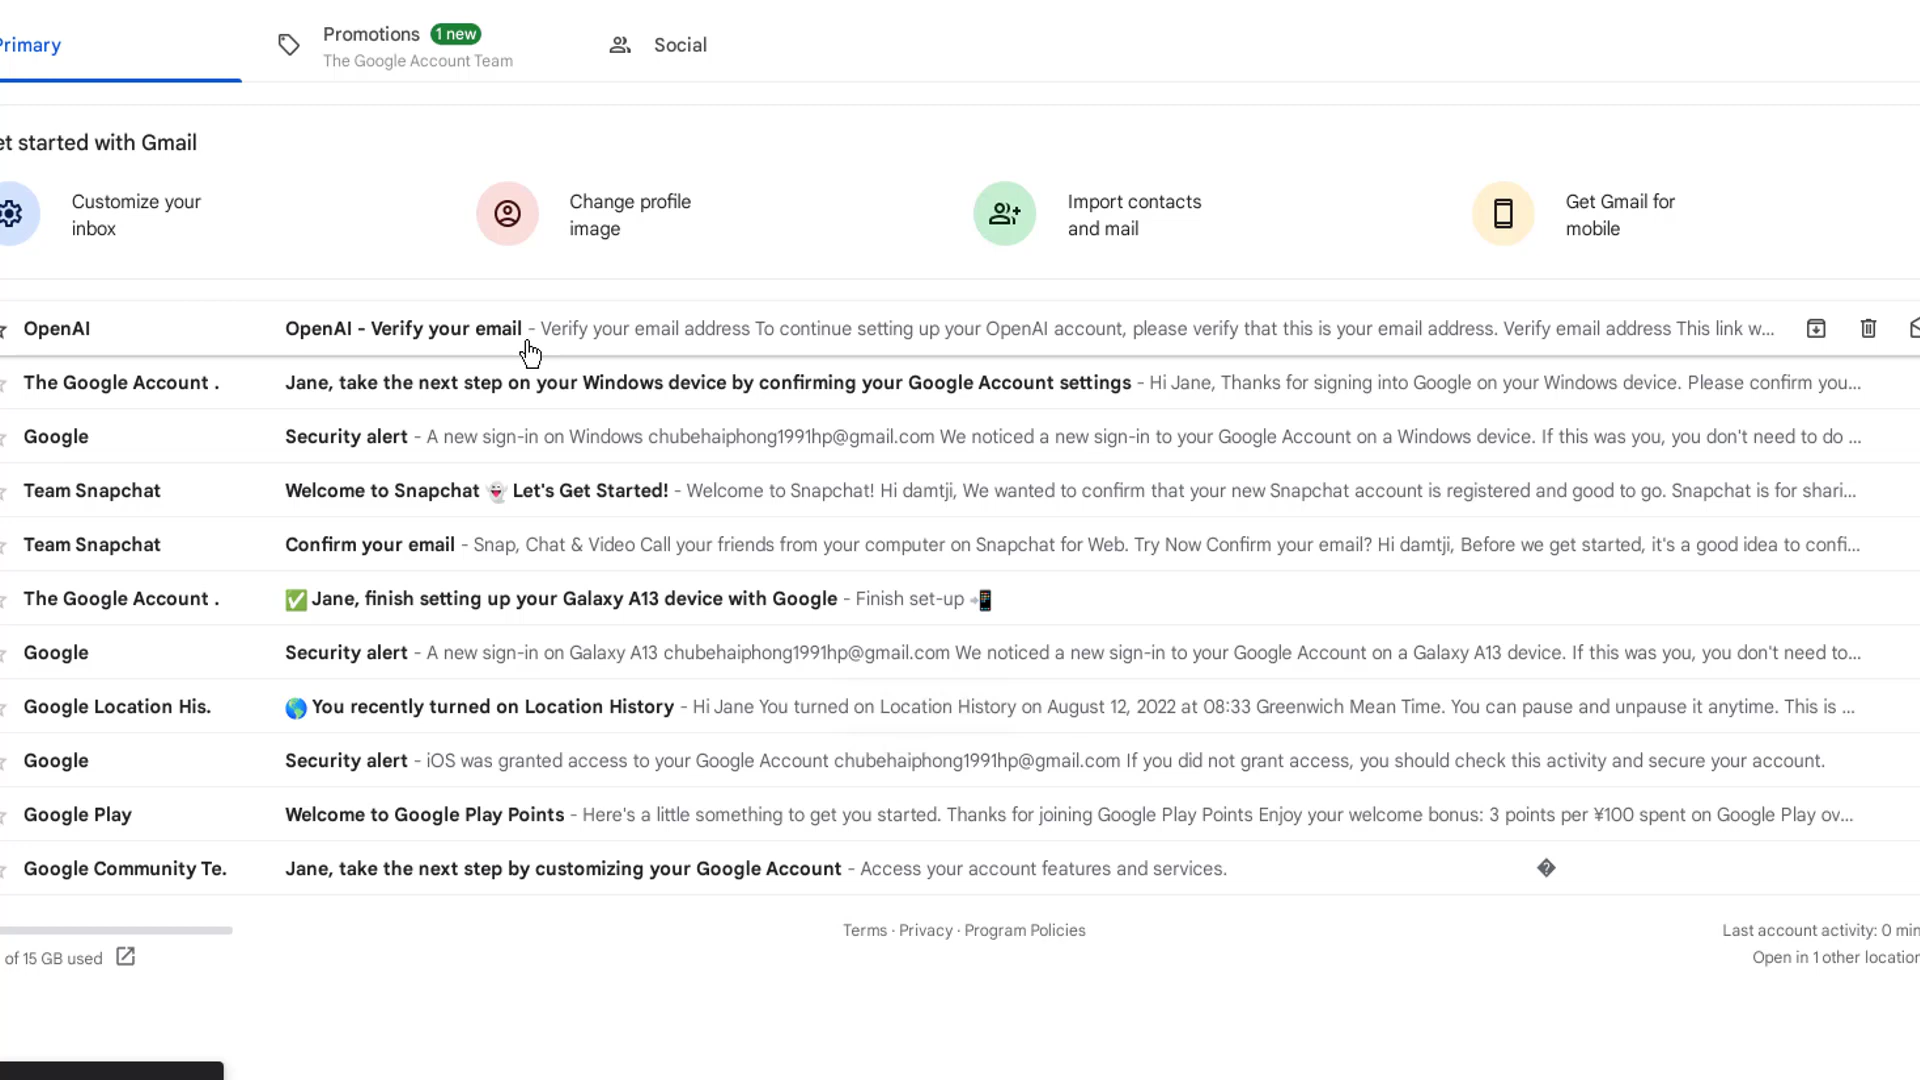 Primary
Promotions 1 new
The Google Account Team
Social
et started with Gmail
Customize your
inbox
Change profile
image
Import contacts
and mail
Get Gmail for
mobile
OpenAI OpenAI - Verify your email - Verify your email address To continue setting up your OpenAI account, please verify that this is your email address. Verify email address This link w...
The Google Account . Jane, take the next step on your Windows device by confirming your Google Account settings - Hi Jane, Thanks for signing into Google on your Windows device. Please confirm you...
Google Security alert - A new sign-in on Windows chubehaiphong1991hp@gmail.com We noticed a new sign-in to your Google Account on a Windows device. If this was you, you don't need to do ...
Team Snapchat Welcome to Snapchat 👻 Let's Get Started! - Welcome to Snapchat! Hi damtji, We wanted to confirm that your new Snapchat account is registered and good to go. Snapchat is for shari...
Team Snapchat Confirm your email - Snap, Chat & Video Call your friends from your computer on Snapchat for Web. Try Now Confirm your email? Hi damtji, Before we get started, it's a good idea to confi...
The Google Account . ✅ Jane, finish setting up your Galaxy A13 device with Google - Finish set-up 📲
Google Security alert - A new sign-in on Galaxy A13 chubehaiphong1991hp@gmail.com We noticed a new sign-in to your Google Account on a Galaxy A13 device. If this was you, you don't need to...
Google Location His. 🌎 You recently turned on Location History - Hi Jane You turned on Location History on August 12, 2022 at 08:33 Greenwich Mean Time. You can pause and unpause it anytime. This is ...
Google Security alert - iOS was granted access to your Google Account chubehaiphong1991hp@gmail.com If you did not grant access, you should check this activity and secure your account.
Google Play Welcome to Google Play Points - Here's a little something to get you started. Thanks for joining Google Play Points Enjoy your welcome bonus: 3 points per ¥100 spent on Google Play ov...
Google Community Te. Jane, take the next step by customizing your Google Account - Access your account features and services. �
Terms · Privacy · Program Policies
Last account activity: 0 min
of 15 GB used
Open in 1 other location